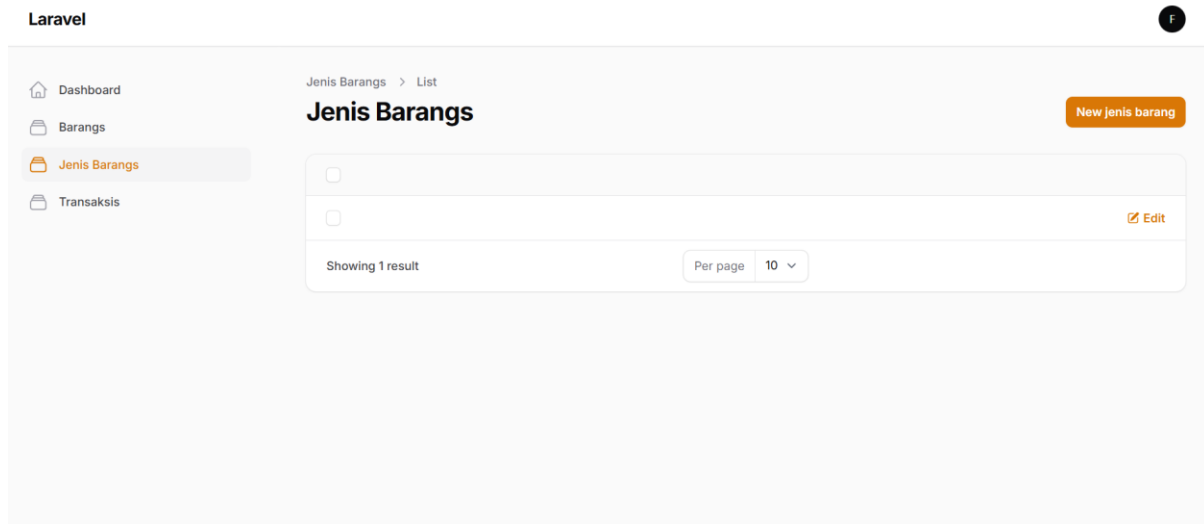 Laravel
F
Dashboard
Barangs
Jenis Barangs
Transaksis
Jenis Barangs > List
Jenis Barangs
New jenis barang
Edit
Showing 1 result
Per page 10